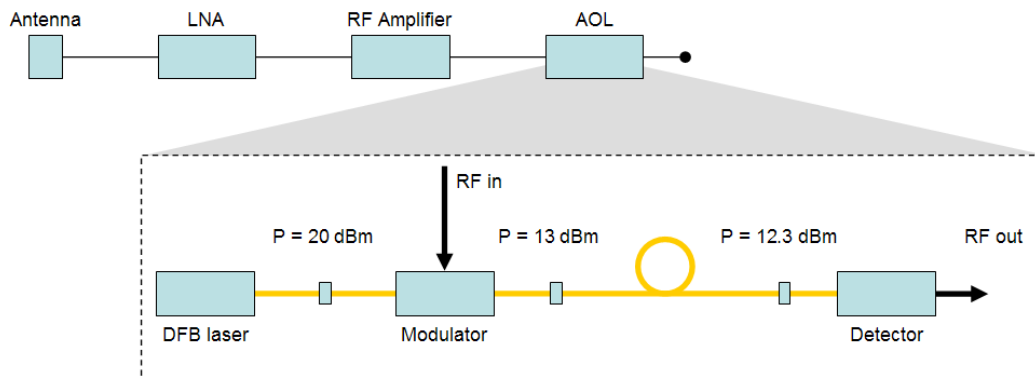 Antenna
LNA
RF Amplifier
AOL
RF in
P = 20 dBm
P = 13 dBm
P = 12.3 dBm
RF out
DFB laser
Modulator
Detector